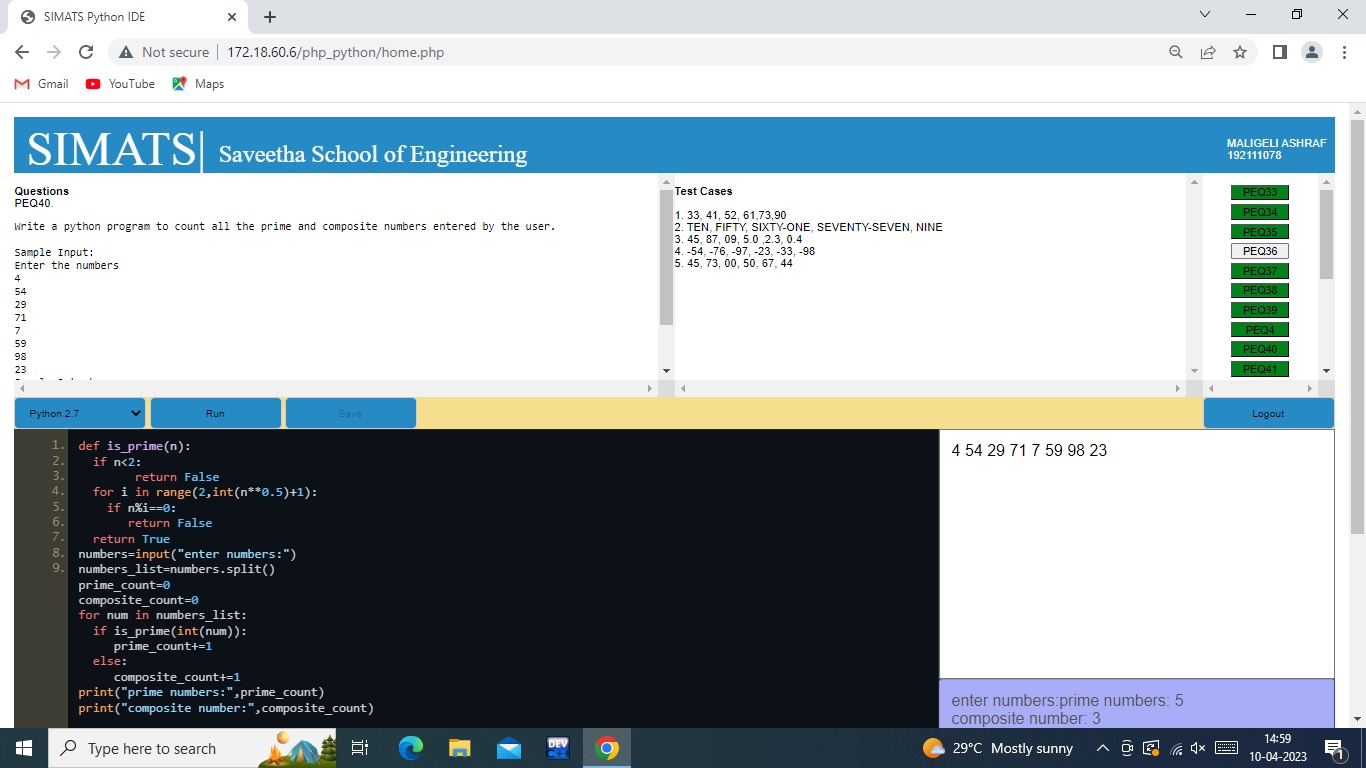 SIMATS Python IDE
Not secure
172.18.60.6/php_python/home.php
Gmail
YouTube
Maps
SIMATS|
Saveetha School of Engineering
MALIGELI ASHRAF
192111078
Questions
PEQ40.
Write a python program to count all the prime and composite numbers entered by the user.
Sample Input:
Enter the numbers
4
54
29
71
7
59
98
23
Test Cases
1. 33, 41, 52, 61,73,90
2. TEN, FIFTY, SIXTY-ONE, SEVENTY-SEVEN, NINE
3. 45, 87, 09, 5.0 ,2.3, 0.4
4. -54, -76, -97, -23, -33, -98
5. 45, 73, 00, 50, 67, 44
PEQ33
PEQ34
PEQ35
PEQ36
PEQ37
PEQ38
PEQ39
PEQ4
PEQ40
PEQ41
Python 2.7
Run
Save
Logout
1. def is_prime(n):
2. if n<2:
3. return False
4. for i in range(2,int(n**0.5)+1):
5. if n%i==0:
6. return False
7. return True
8. numbers=input("enter numbers:")
9. numbers_list=numbers.split()
prime_count=0
composite_count=0
for num in numbers_list:
if is_prime(int(num)):
prime_count+=1
else:
composite_count+=1
print("prime numbers:",prime_count)
print("composite number:",composite_count)
4 54 29 71 7 59 98 23
enter numbers:prime numbers: 5
composite number: 3
Type here to search
DEV
29°C Mostly sunny
14:59
10-04-2023
1